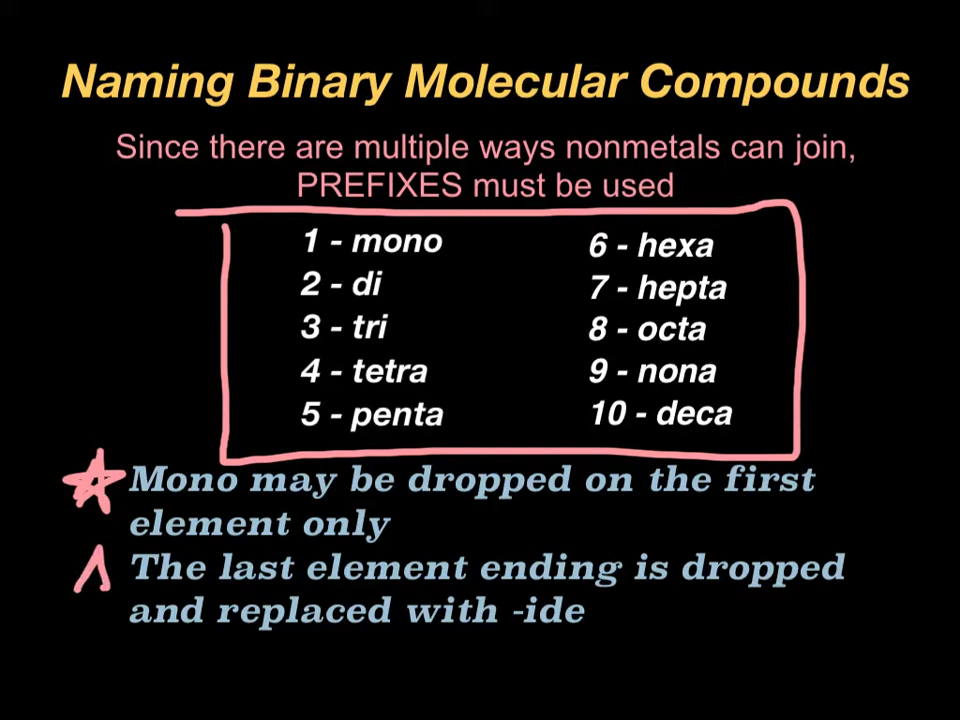 Naming Binary Molecular Compounds
Since there are multiple ways nonmetals can join,
PREFIXES must be used
1 - mono
2 - di
3 - tri
4 - tetra
5 - penta
6 - hexa
7 - hepta
8 - octa
9 - nona
10 - deca
Mono may be dropped on the first
element only
The last element ending is dropped
and replaced with -ide